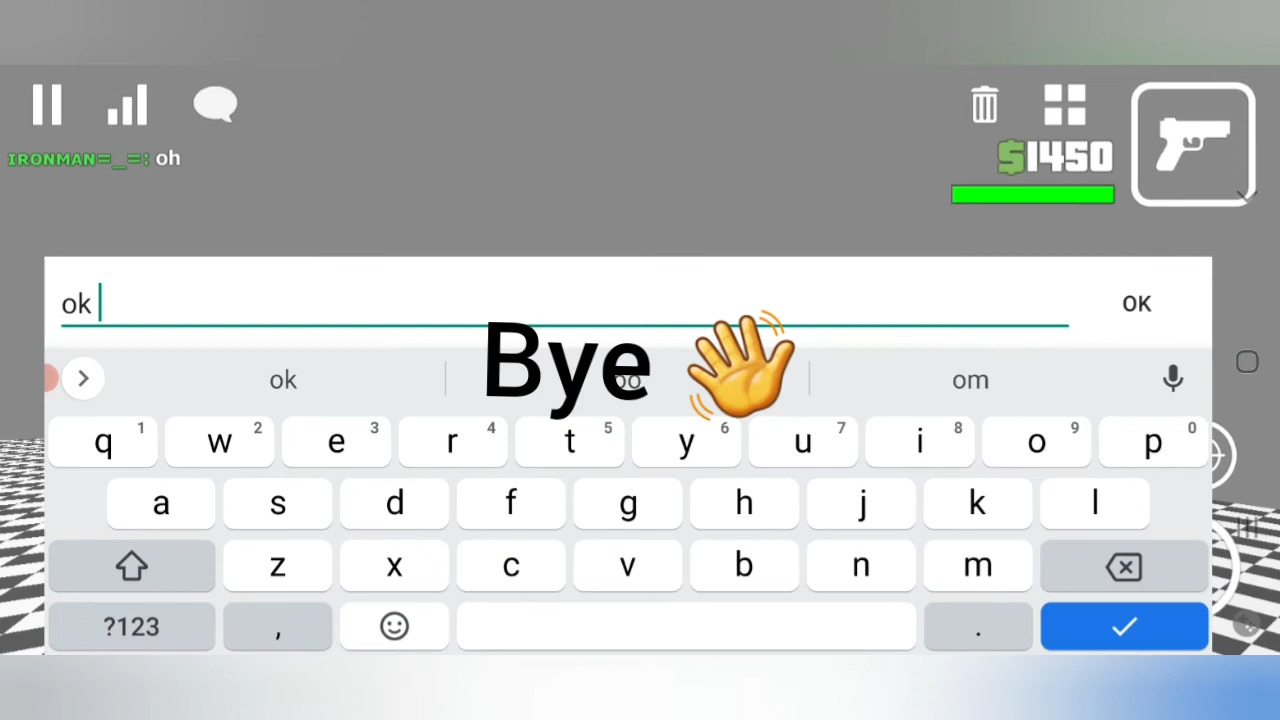 IRONMAN=_=: oh
$1450
ok
OK
Bye 👋
ok
om
q 1 w 2 e 3 r 4 t 5 y 6 u 7 i 8 o 9 p 0
a s d f g h j k l
z x c v b n m
?123 , .